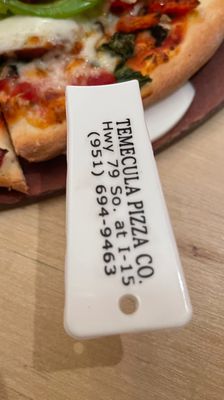 TEMECULA PIZZA CO.
Hwy 79 So. at I-15
(951) 694-9463